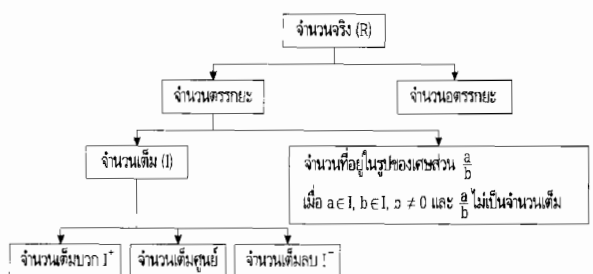 จำนวนจริง (R)
จำนวนตรรกยะ
จำนวนอตรรกยะ
จำนวนเต็ม (I)
จำนวนที่อยู่ในรูปของเศษส่วน a/b
เมื่อ a∈I, b∈I, b ≠ 0 และ a/b ไม่เป็นจำนวนเต็ม
จำนวนเต็มบวก I⁺
จำนวนเต็มศูนย์
จำนวนเต็มลบ I⁻